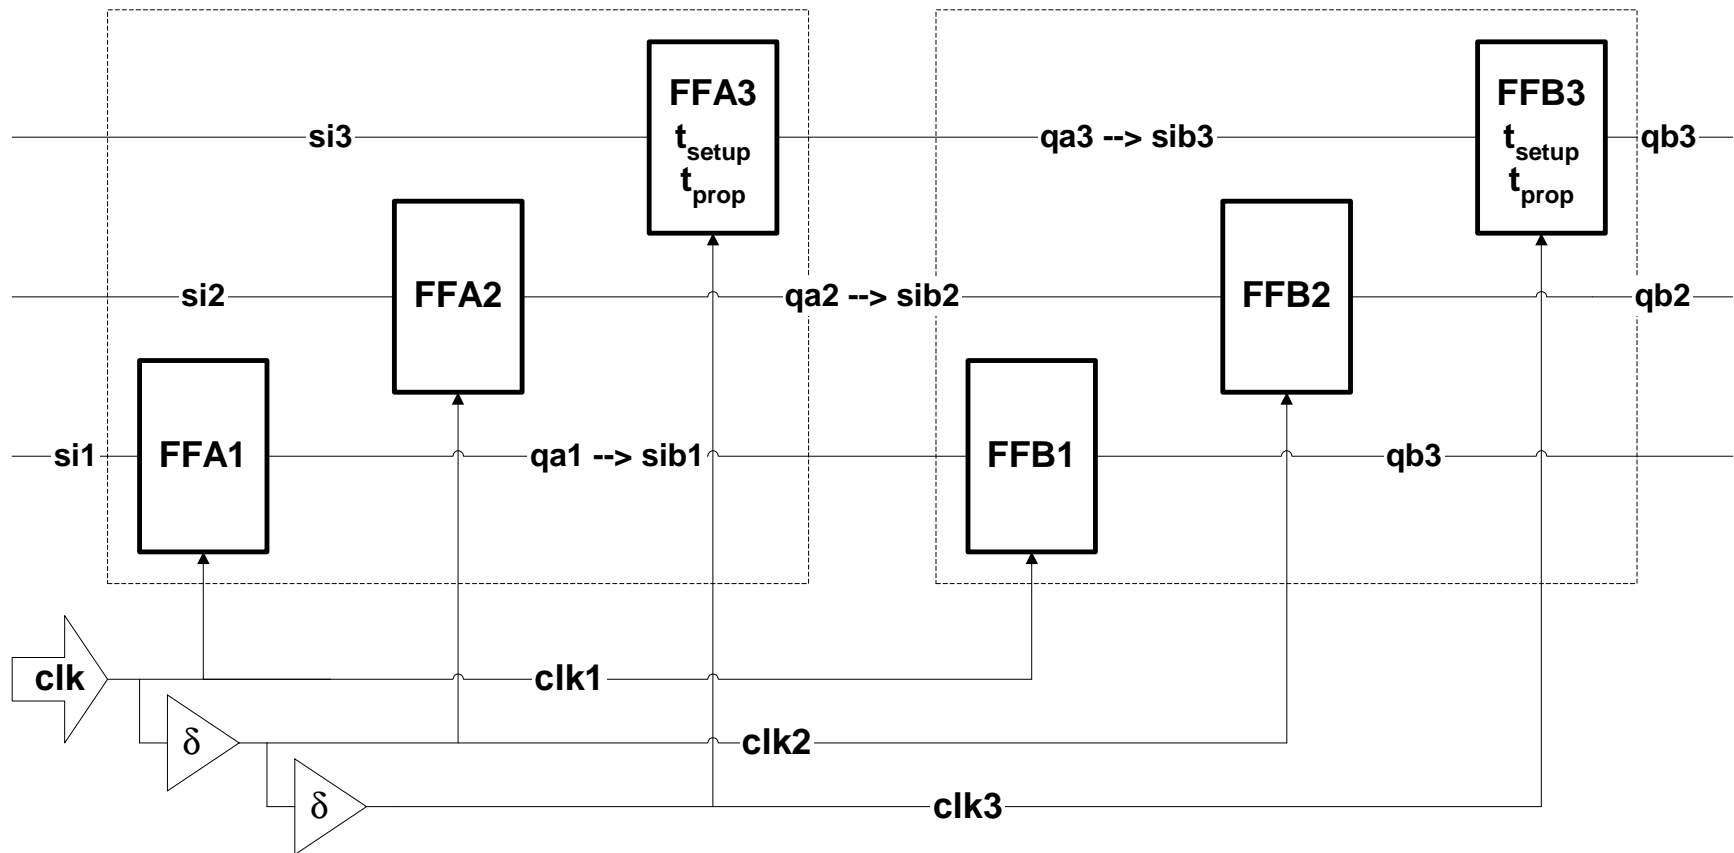 FFA3
t_setup
t_prop
FFB3
t_setup
t_prop
si3
qa3 --> sib3
qb3
FFA2
FFB2
si2
qa2 --> sib2
qb2
FFA1
FFB1
si1
qa1 --> sib1
qb3
clk
clk1
δ
clk2
δ
clk3